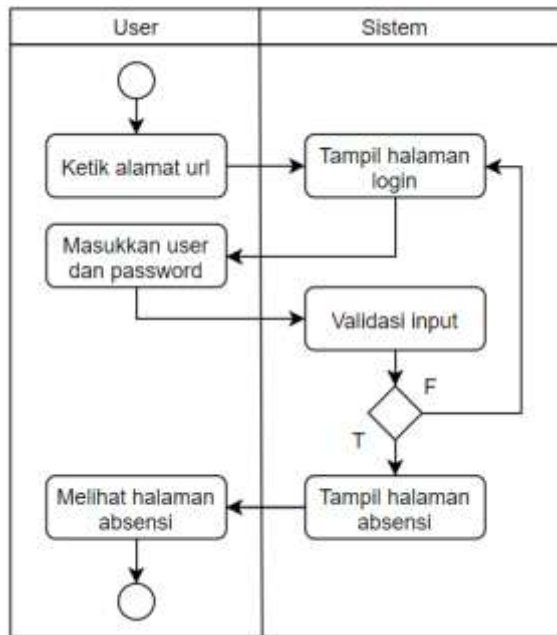 User
Sistem
Ketik alamat url
Tampil halaman
login
Masukkan user
dan password
Validasi input
F
T
Melihat halaman
absensi
Tampil halaman
absensi